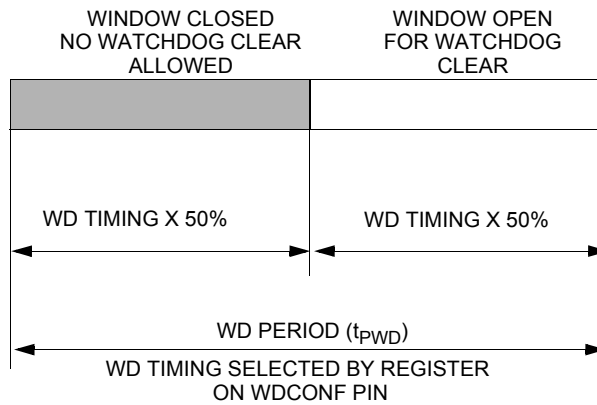 WINDOW CLOSED
NO WATCHDOG CLEAR
ALLOWED
WINDOW OPEN
FOR WATCHDOG
CLEAR
WD TIMING X 50%
WD TIMING X 50%
WD PERIOD (tPWD)
WD TIMING SELECTED BY REGISTER
ON WDCONF PIN